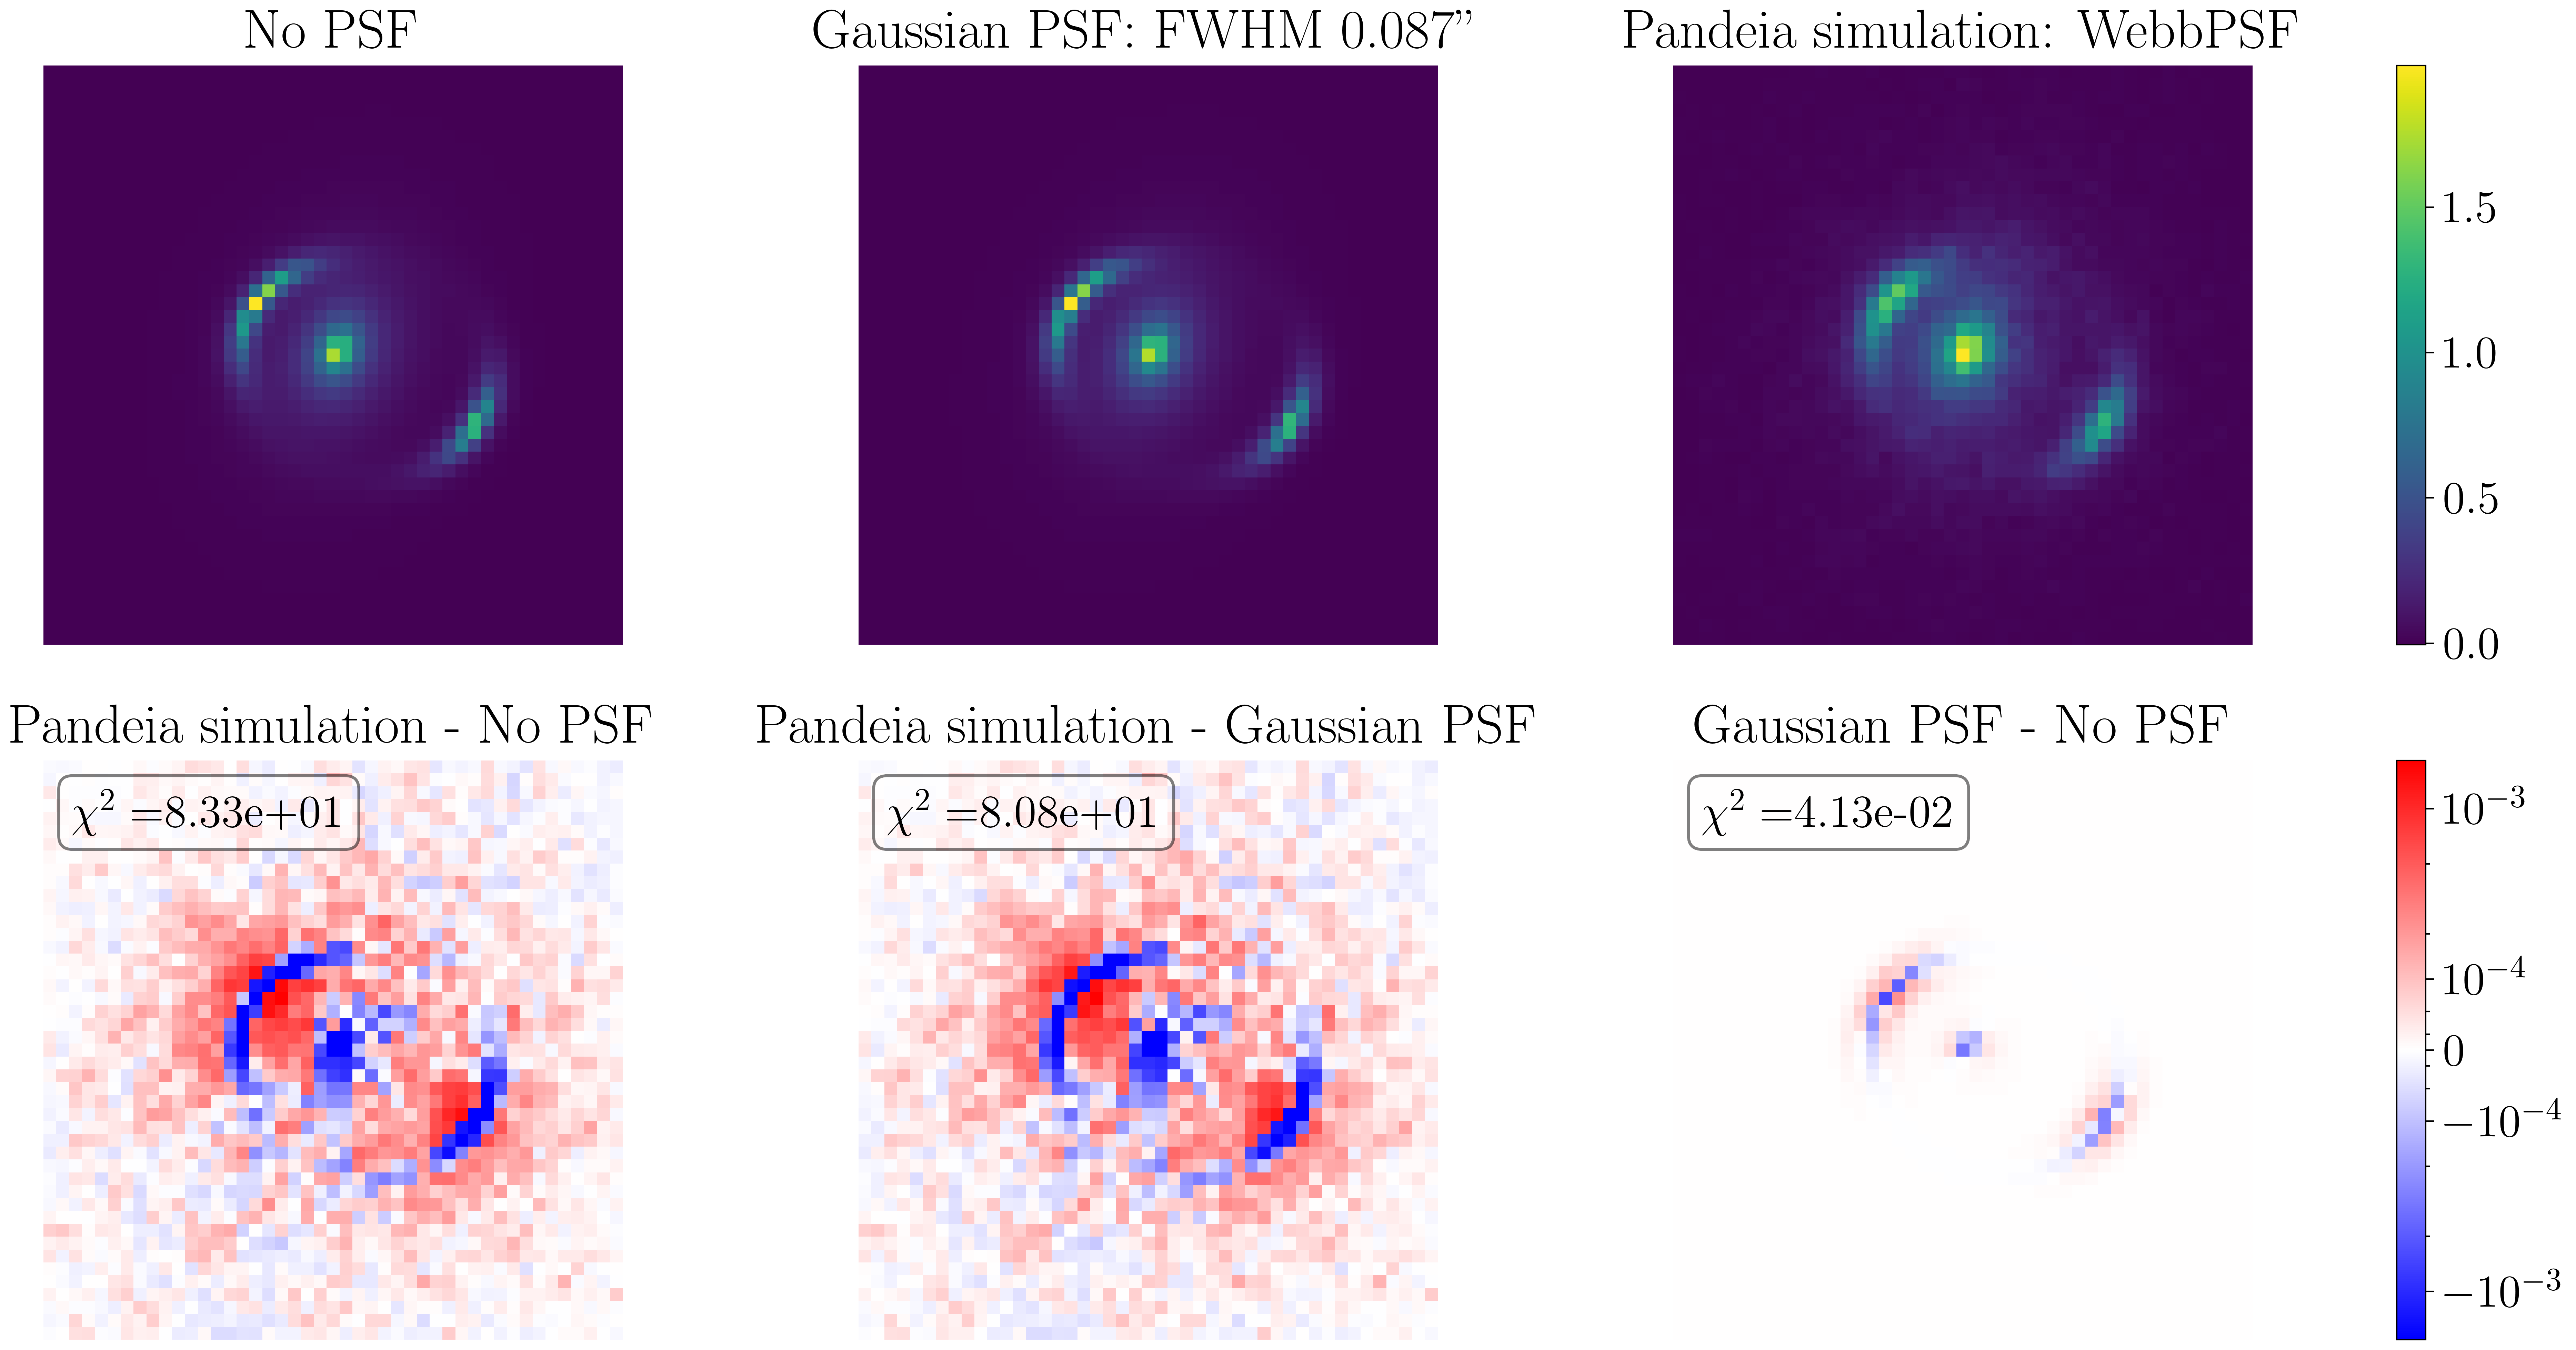 No PSF
Gaussian PSF: FWHM 0.087”
Pandeia simulation: WebbPSF
1.5
1.0
0.5
0.0
Pandeia simulation - No PSF
Pandeia simulation - Gaussian PSF
Gaussian PSF - No PSF
χ² =8.33e+01
χ² =8.08e+01
χ² =4.13e-02
10⁻³
10⁻⁴
0
−10⁻⁴
−10⁻³